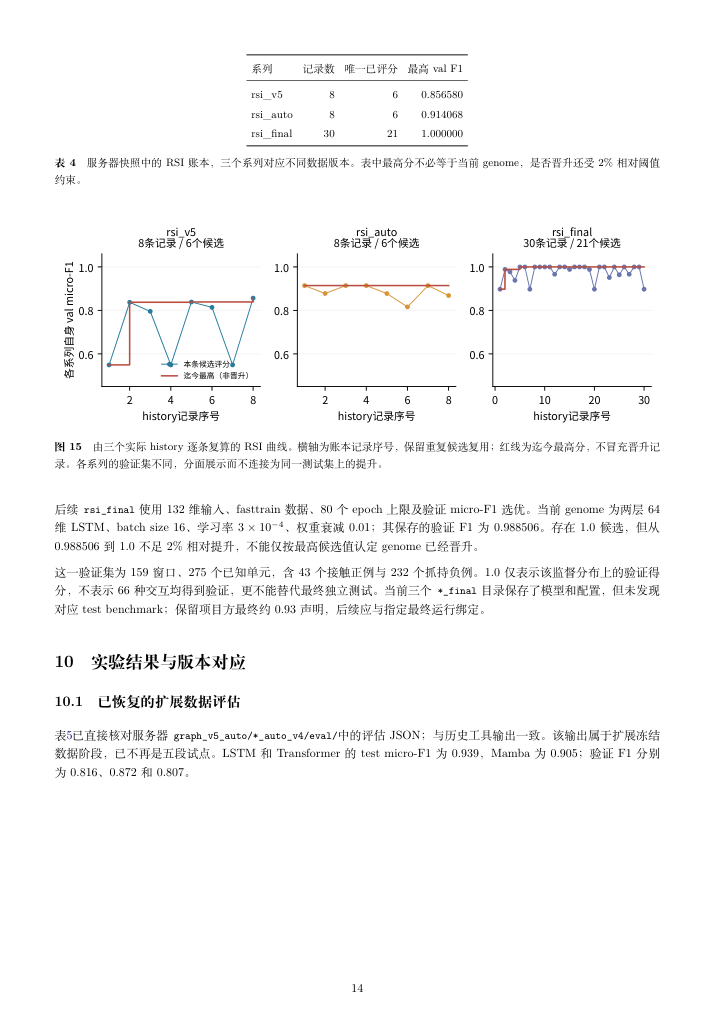 系列 记录数 唯一已评分 最高 val F1
rsi_v5 8 6 0.856580
rsi_auto 8 6 0.914068
rsi_final 30 21 1.000000
表 4 服务器快照中的 RSI 账本，三个系列对应不同数据版本。表中最高分不必等于当前 genome，是否晋升还受 2% 相对阈值
约束。
rsi_v5
8条记录 / 6个候选
rsi_auto
8条记录 / 6个候选
rsi_final
30条记录 / 21个候选
各系列自身 val micro-F1
1.0
0.8
0.6
本条候选评分
迄今最高（非晋升）
2 4 6 8
history记录序号
1.0
0.8
0.6
2 4 6 8
history记录序号
1.0
0.8
0.6
0 10 20 30
history记录序号
图 15 由三个实际 history 逐条复算的 RSI 曲线。横轴为账本记录序号，保留重复候选复用；红线为迄今最高分，不冒充晋升记
录。各系列的验证集不同，分面展示而不连接为同一测试集上的提升。
后续 rsi_final 使用 132 维输入、fasttrain 数据、80 个 epoch 上限及验证 micro-F1 选优。当前 genome 为两层 64
维 LSTM、batch size 16、学习率 3 × 10⁻⁴、权重衰减 0.01；其保存的验证 F1 为 0.988506。存在 1.0 候选，但从
0.988506 到 1.0 不足 2% 相对提升，不能仅按最高候选值认定 genome 已经晋升。
这一验证集为 159 窗口、275 个已知单元，含 43 个接触正例与 232 个抓持负例。1.0 仅表示该监督分布上的验证得
分，不表示 66 种交互均得到验证，更不能替代最终独立测试。当前三个 *_final 目录保存了模型和配置，但未发现
对应 test benchmark；保留项目方最终约 0.93 声明，后续应与指定最终运行绑定。
10 实验结果与版本对应
10.1 已恢复的扩展数据评估
表5已直接核对服务器 graph_v5_auto/*_auto_v4/eval/中的评估 JSON；与历史工具输出一致。该输出属于扩展冻结
数据阶段，已不再是五段试点。LSTM 和 Transformer 的 test micro-F1 为 0.939，Mamba 为 0.905；验证 F1 分别
为 0.816、0.872 和 0.807。
14